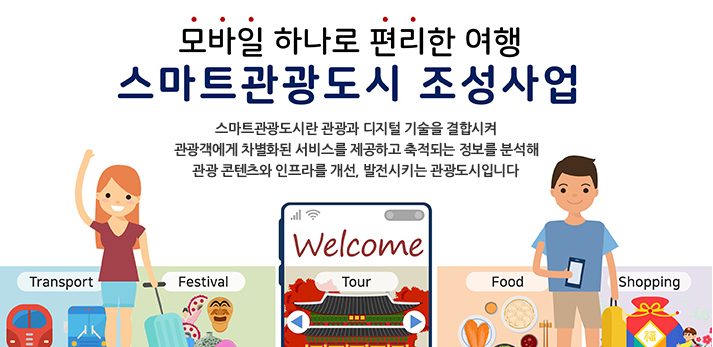 모바일 하나로 편리한 여행
스마트관광도시 조성사업
스마트관광도시란 관광과 디지털 기술을 결합시켜
관광객에게 차별화된 서비스를 제공하고 축적되는 정보를 분석해
관광 콘텐츠와 인프라를 개선, 발전시키는 관광도시입니다
Welcome
Transport
Festival
Tour
Food
Shopping
福